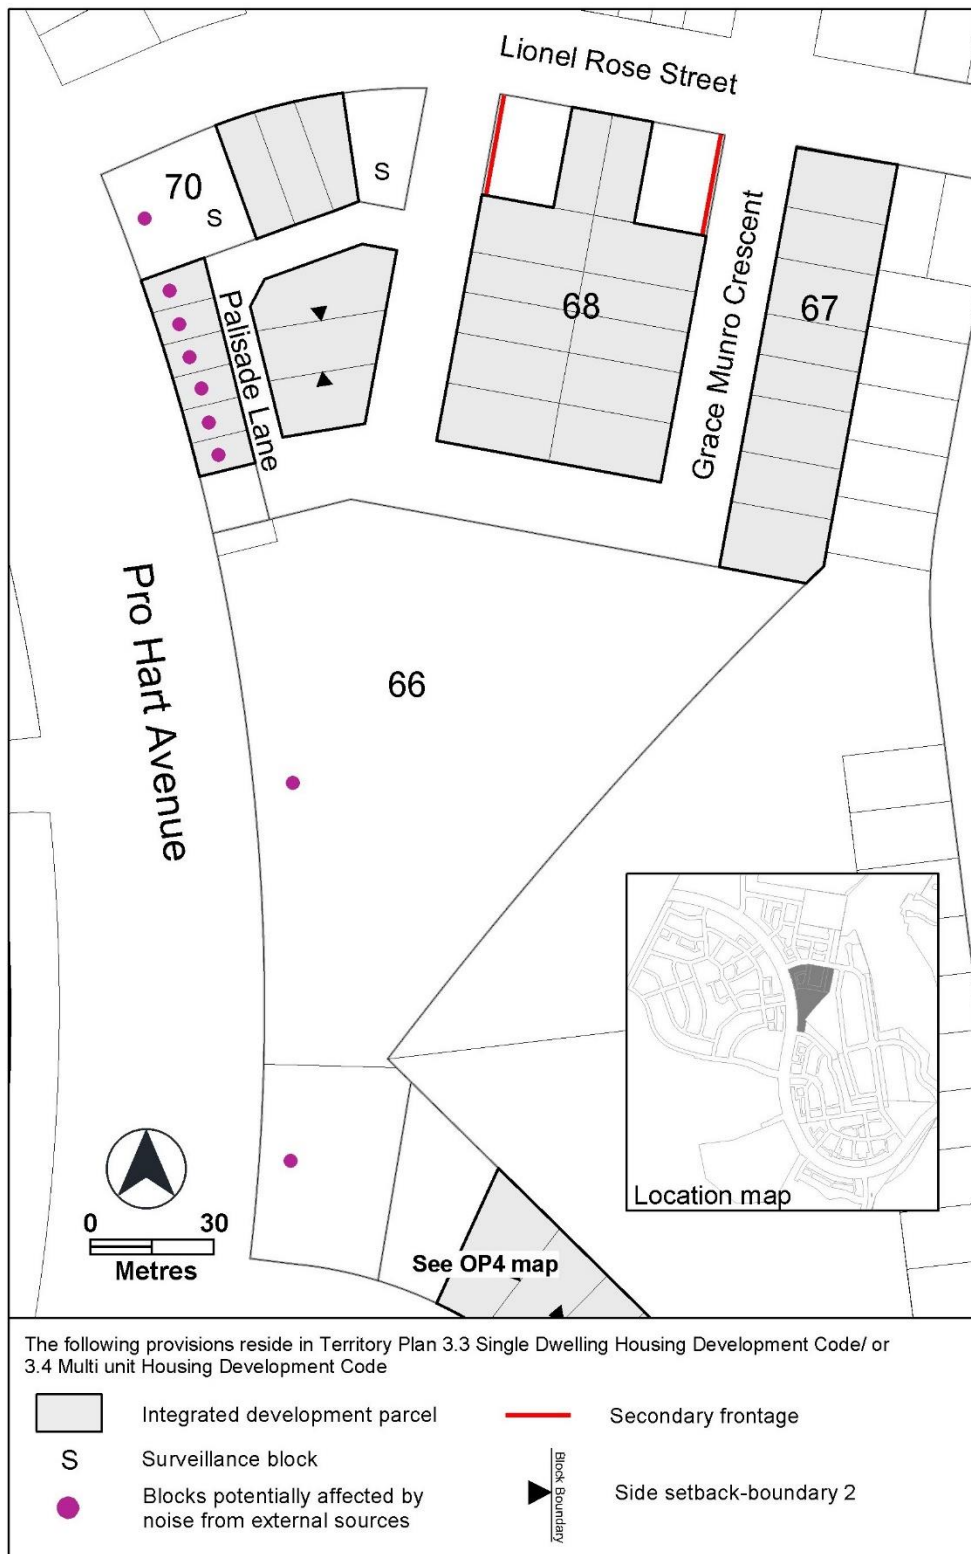 Lionel Rose Street
70
S
S
68
67
Palisade Lane
Grace Munro Crescent
Pro Hart Avenue
66
Location map
0 30
Metres
See OP4 map
The following provisions reside in Territory Plan 3.3 Single Dwelling Housing Development Code/ or
3.4 Multi unit Housing Development Code
Integrated development parcel
Secondary frontage
S Surveillance block
Blocks potentially affected by
noise from external sources
Block Boundary
Side setback-boundary 2